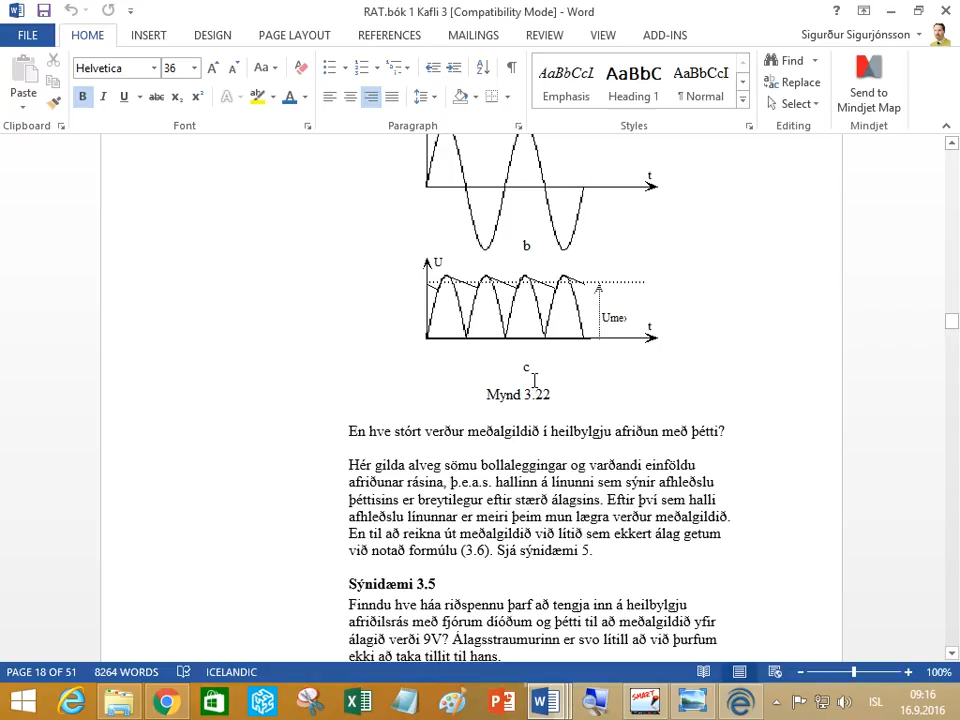 RAT.bók 1 Kafli 3 [Compatibility Mode] - Word
FILE HOME INSERT DESIGN PAGE LAYOUT REFERENCES MAILINGS REVIEW VIEW ADD-INS Sigurður Sigurjónsson
Paste
Helvetica 36
Aa
B I U abc x₂ x² A ab A
AaBbCcI AaBbC AaBbCcI
Emphasis Heading 1 ¶ Normal
Find
Replace
Select
Send to
Mindjet Map
Clipboard Font Paragraph Styles Editing Mindjet
t
b
U
Ume
t
c
Mynd 3.22
En hve stórt verður meðalgildið í heilbylgju afriðun með þétti?
Hér gilda alveg sömu bollaleggingar og varðandi einföldu
afriðunar rásina, þ.e.a.s. hallinn á línunni sem sýnir afhleðslu
þéttisins er breytilegur eftir stærð álagsins. Eftir því sem halli
afhleðslu línunnar er meiri þeim mun lægra verður meðalgildið.
En til að reikna út meðalgildið við lítið sem ekkert álag getum
við notað formúlu (3.6). Sjá sýnidæmi 5.
Sýnidæmi 3.5
Finndu hve háa riðspennu þarf að tengja inn á heilbylgju
afriðilsrás með fjórum díóðum og þétti til að meðalgildið yfir
álagið verði 9V? Álagsstraumurinn er svo lítill að við þurfum
ekki að taka tillit til hans.
PAGE 18 OF 51 8264 WORDS ICELANDIC 100%
ISL
09:16
16.9.2016